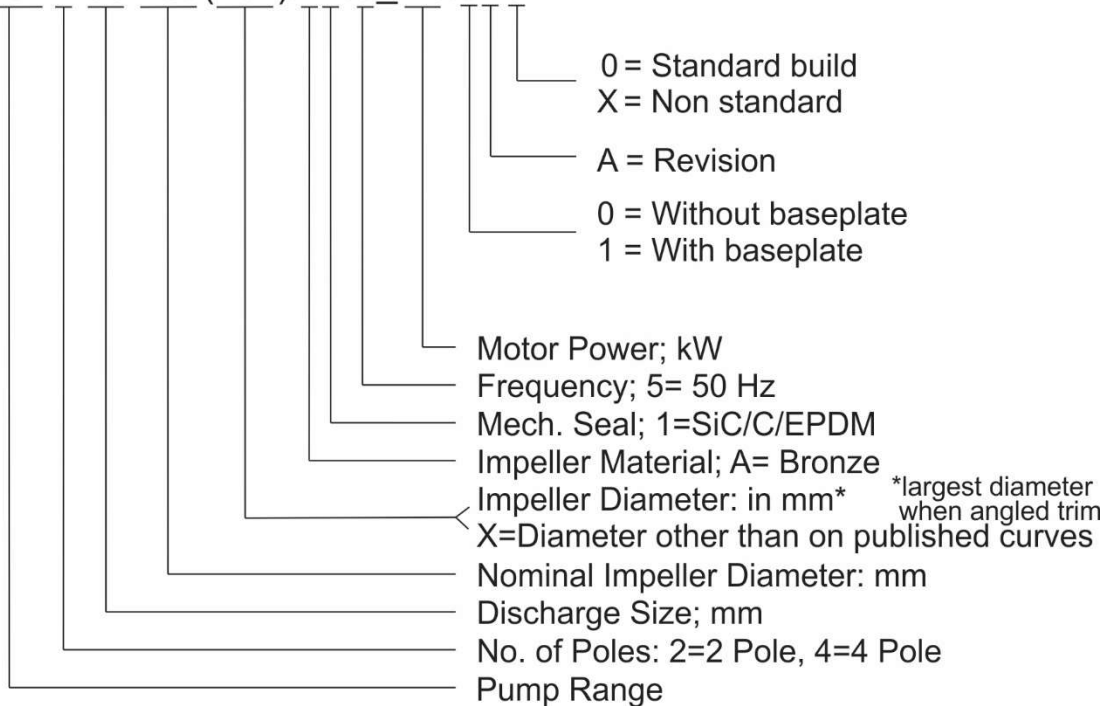 0 = Standard build
X = Non standard
A = Revision
0 = Without baseplate
1 = With baseplate
Motor Power; kW
Frequency; 5= 50 Hz
Mech. Seal; 1=SiC/C/EPDM
Impeller Material; A= Bronze
Impeller Diameter: in mm* *largest diameter
when angled trim
X=Diameter other than on published curves
Nominal Impeller Diameter: mm
Discharge Size; mm
No. of Poles: 2=2 Pole, 4=4 Pole
Pump Range